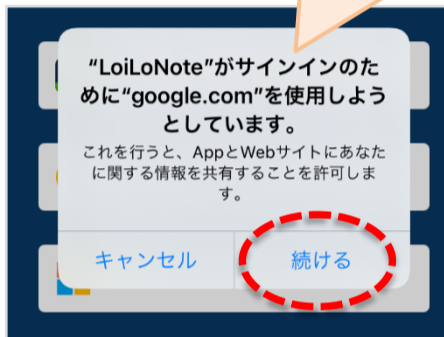 “LoiLoNote”がサインインのた
めに“google.com”を使用しよう
としています。
これを行うと、AppとWebサイトにあなた
に関する情報を共有することを許可しま
す。
キャンセル
続ける